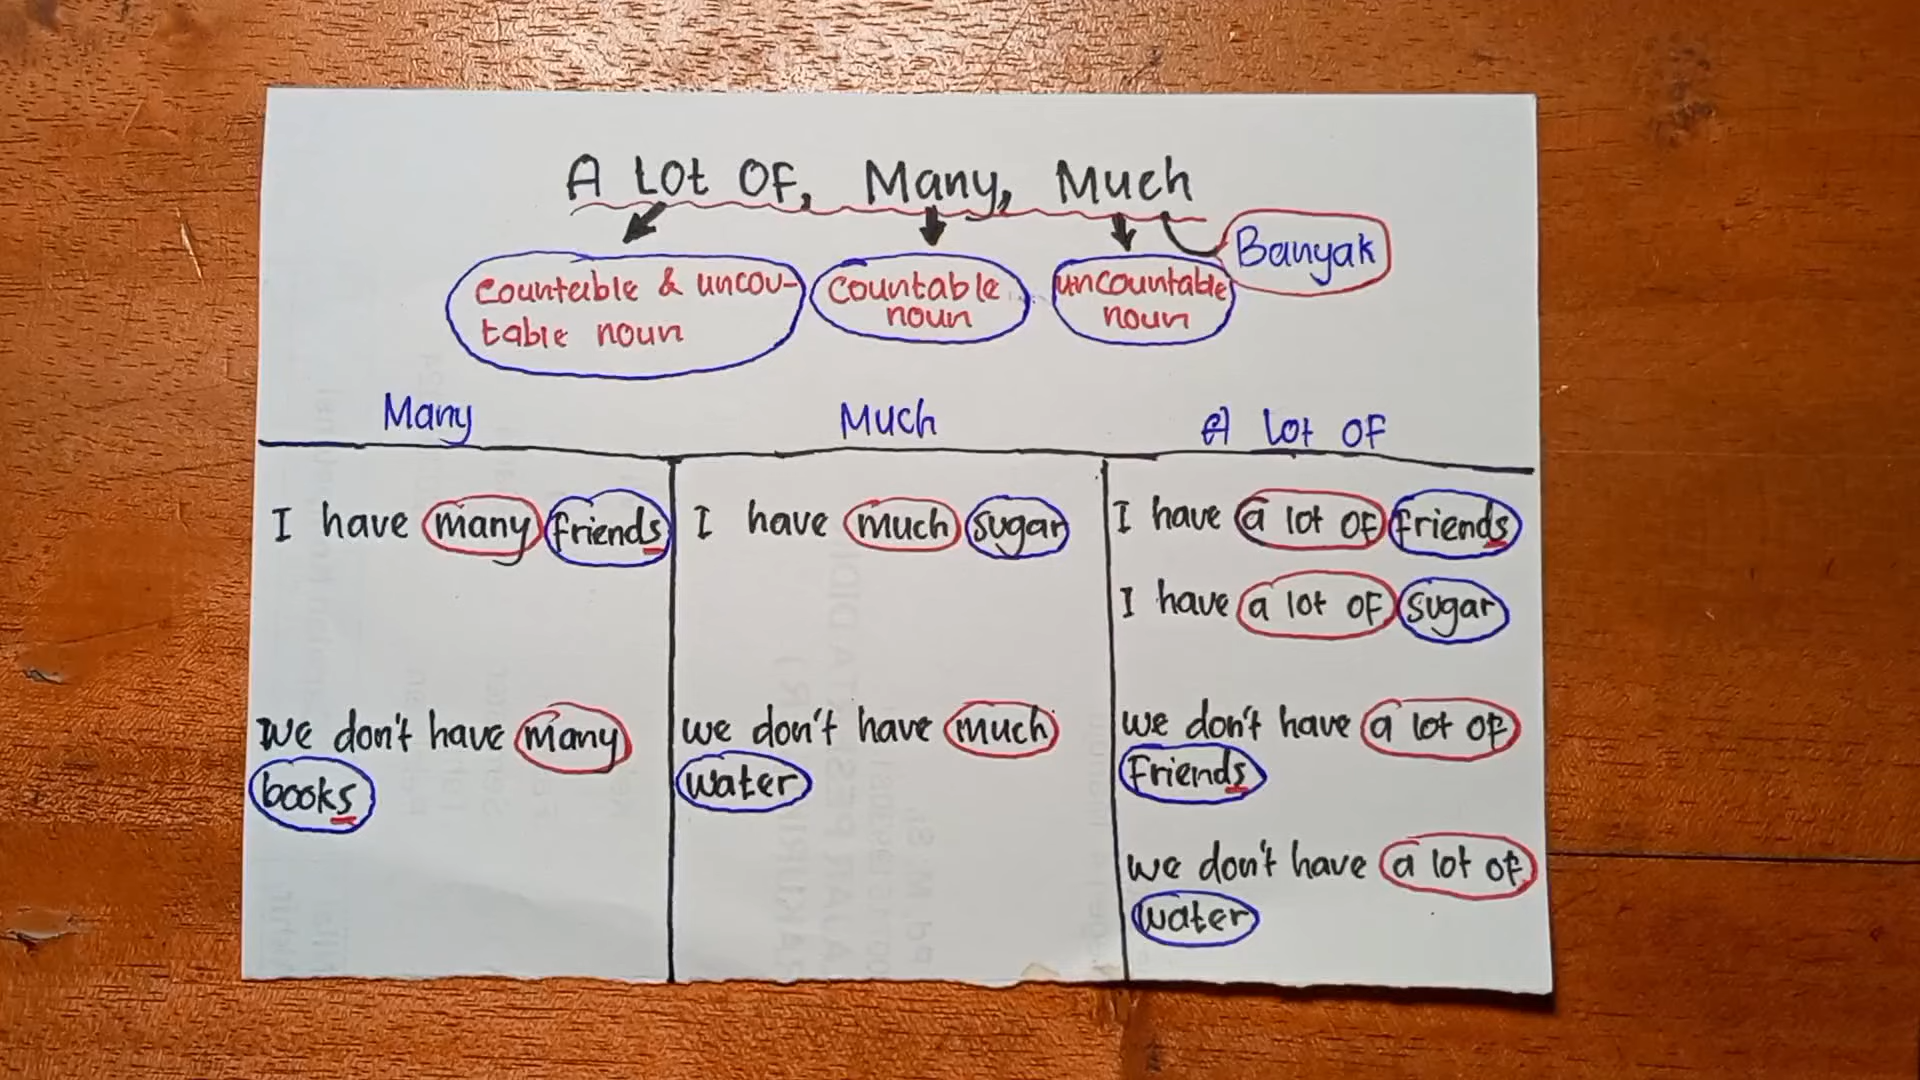 A Lot OF, Many, Much
Banyak
Counteible & uncou-
table noun
Countable
noun
uncountable
noun
Many
Much
A lot OF
I have many friends
I have much sugar
I have a lot OF friends
I have a lot OF sugar
We don't have many
books
we don't have much
water
we don't have a lot OF
Friends
we don't have a lot OF
water